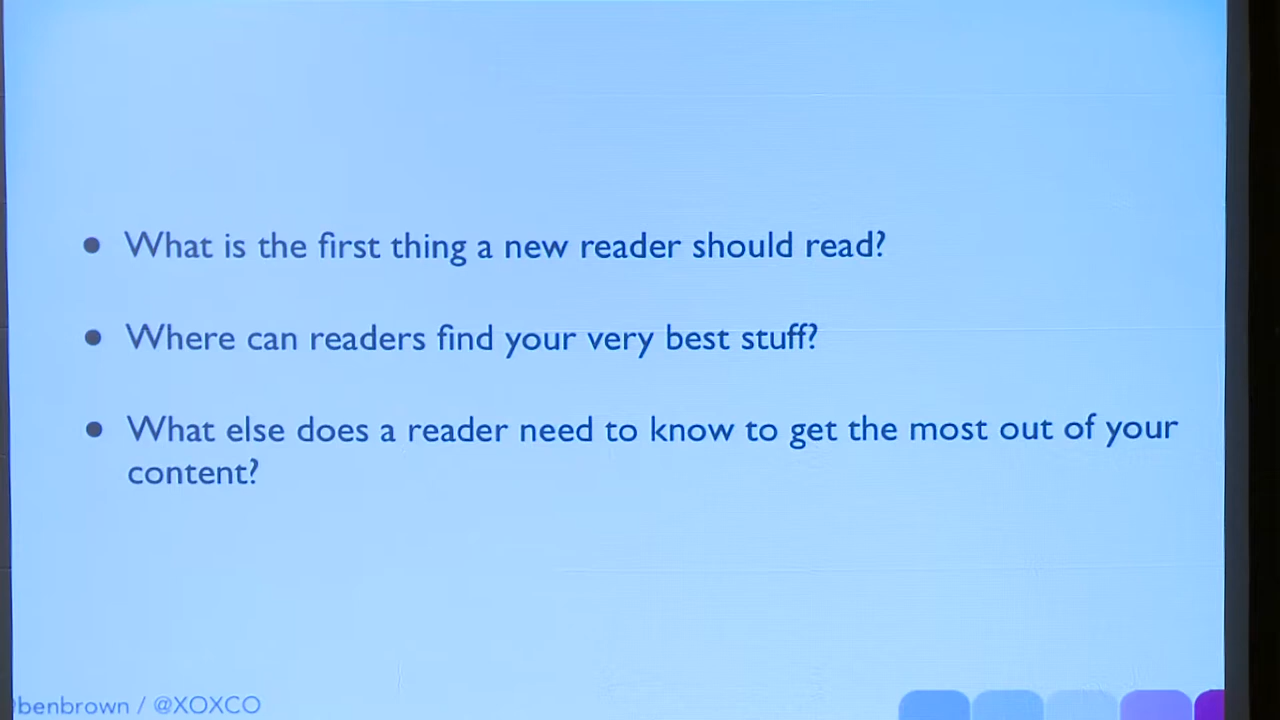 • What is the first thing a new reader should read?
• Where can readers find your very best stuff?
• What else does a reader need to know to get the most out of your
content?
benbrown / @XOXCO